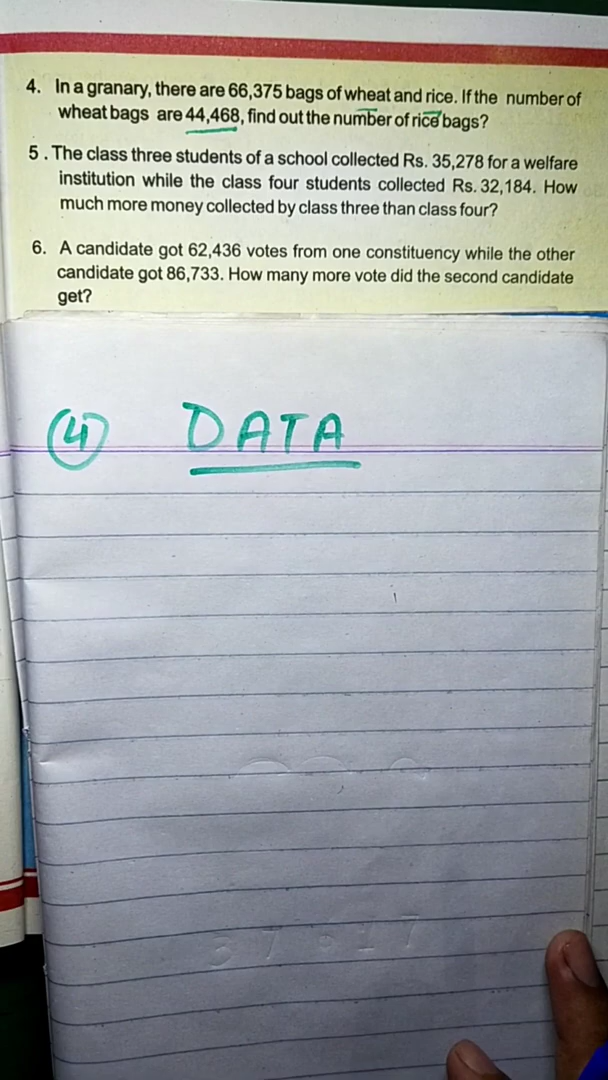 4. In a granary, there are 66,375 bags of wheat and rice. If the number of
wheat bags are 44,468, find out the number of rice bags?
5. The class three students of a school collected Rs. 35,278 for a welfare
institution while the class four students collected Rs. 32,184. How
much more money collected by class three than class four?
6. A candidate got 62,436 votes from one constituency while the other
candidate got 86,733. How many more vote did the second candidate
get?
(4) DATA